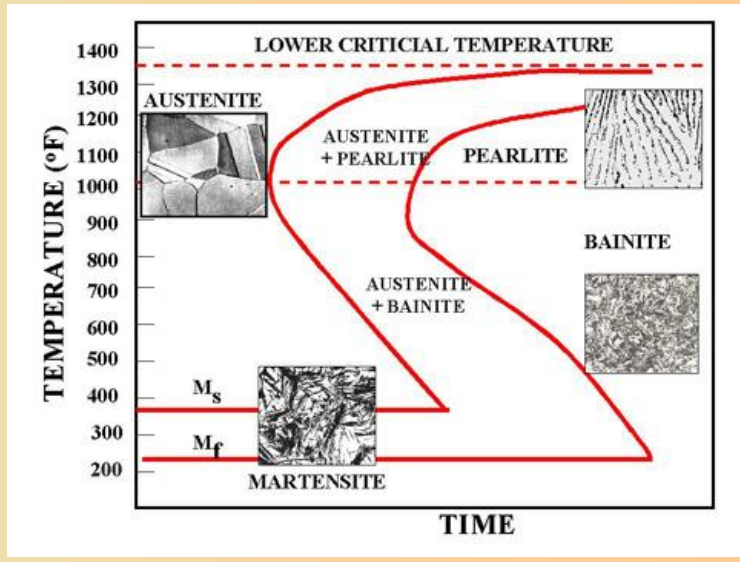 1400
LOWER CRITICIAL TEMPERATURE
1300
AUSTENITE
1200
AUSTENITE
+ PEARLITE
PEARLITE
1100
1000
900
BAINITE
800
700
AUSTENITE
+ BAINITE
600
500
400
Ms
300
Mf
200
MARTENSITE
TEMPERATURE (oF)
TIME